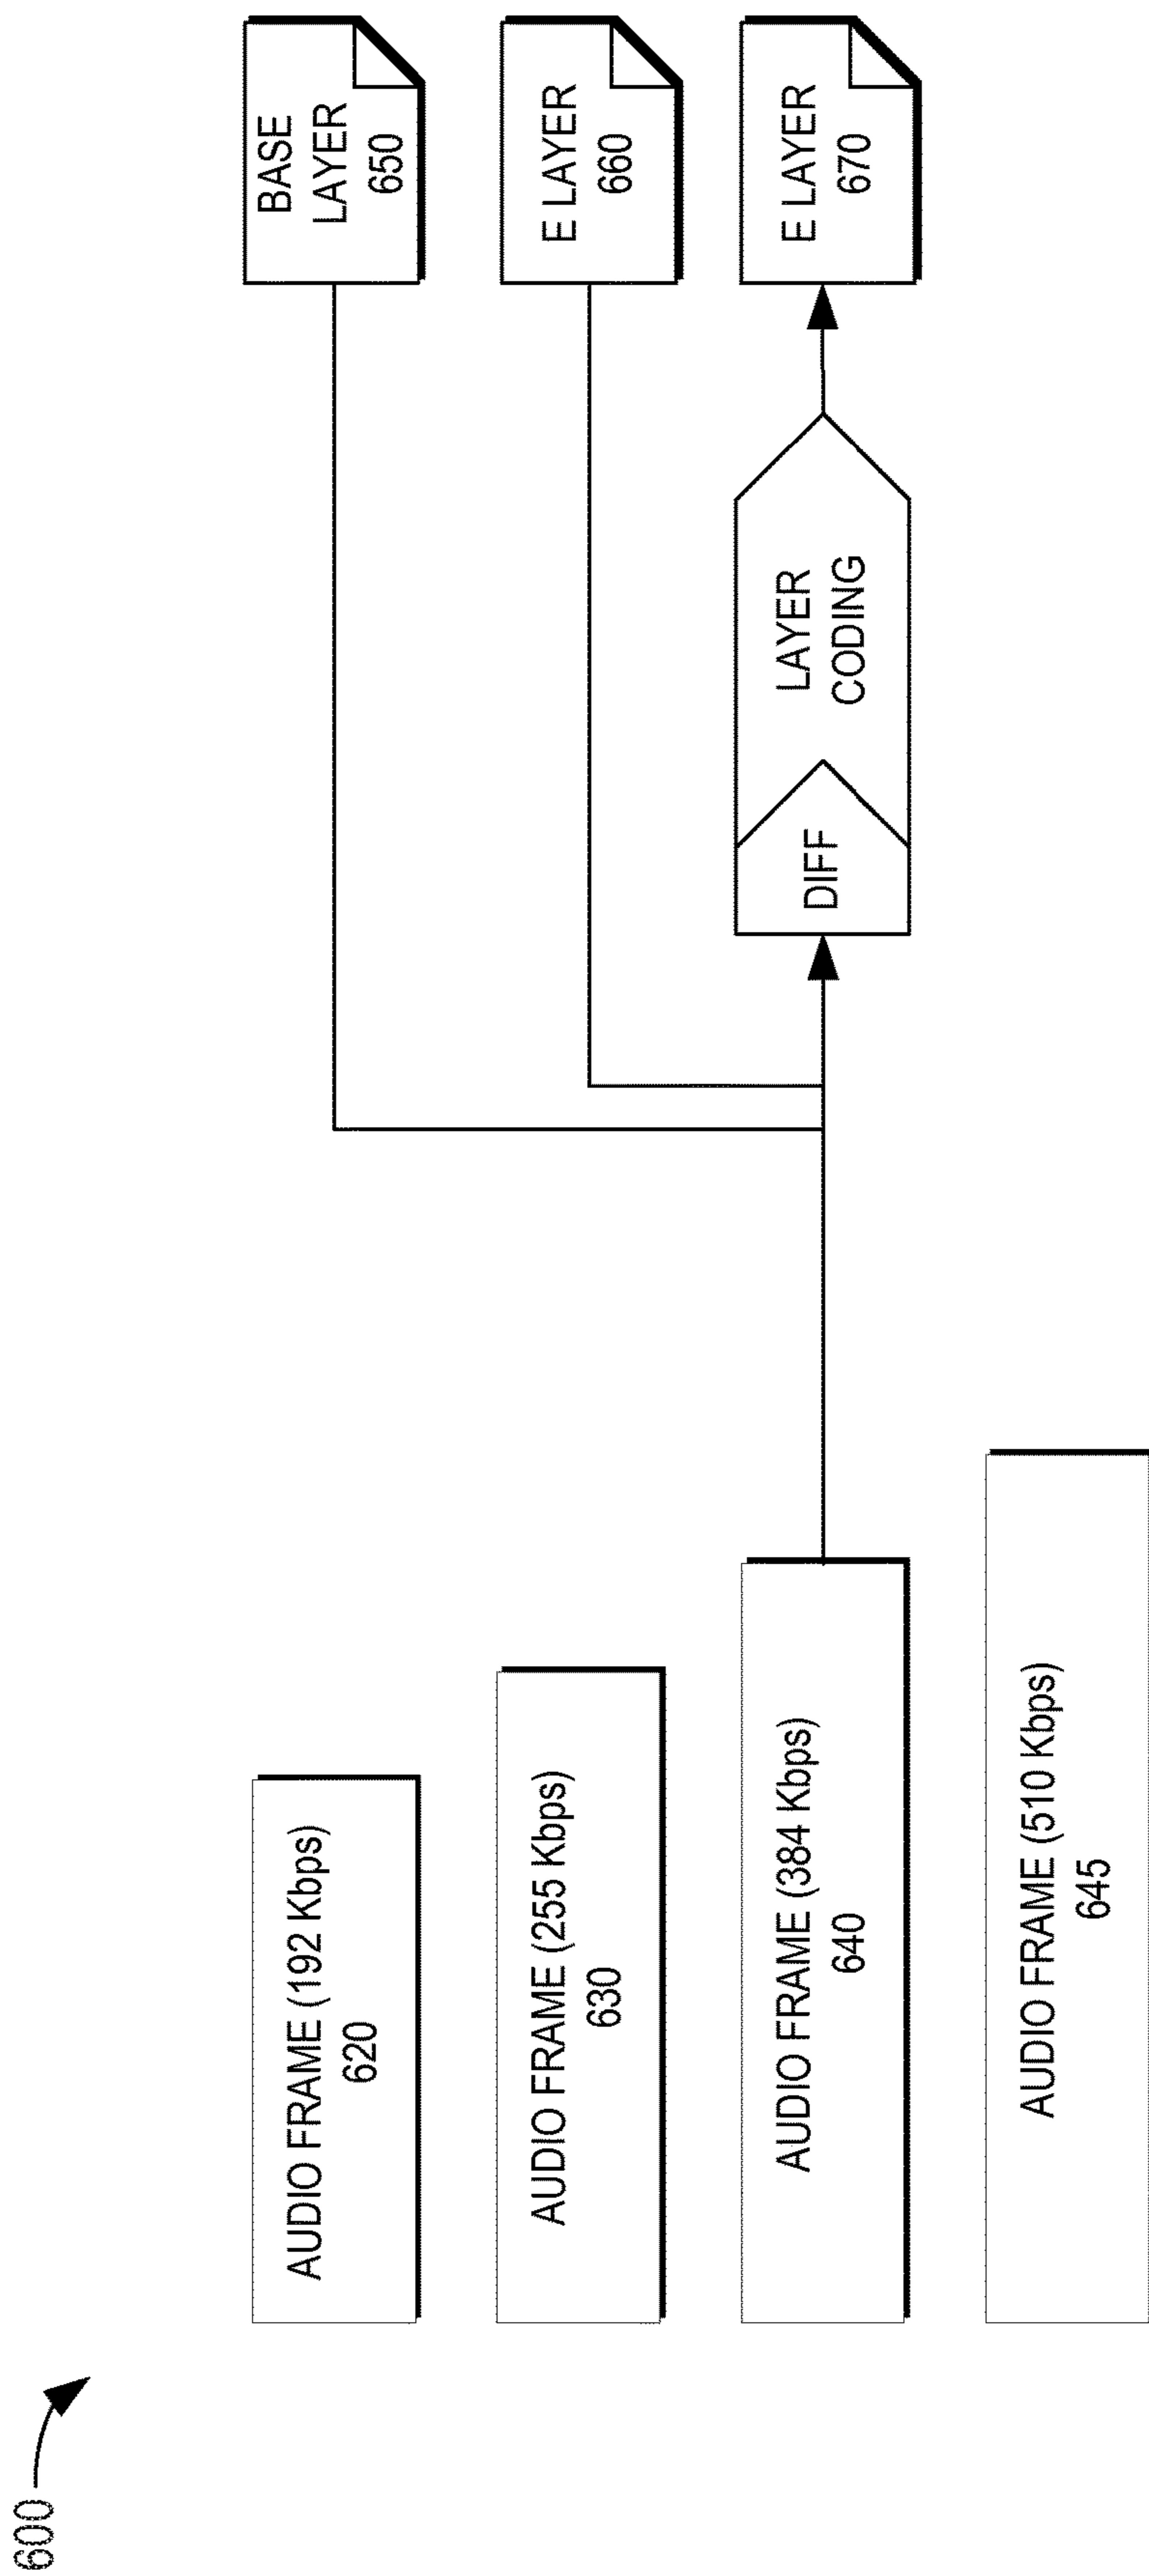 600
AUDIO FRAME (192 Kbps)
620
BASE
LAYER
650
AUDIO FRAME (255 Kbps)
630
E LAYER
660
AUDIO FRAME (384 Kbps)
640
DIFF
LAYER
CODING
E LAYER
670
AUDIO FRAME (510 Kbps)
645